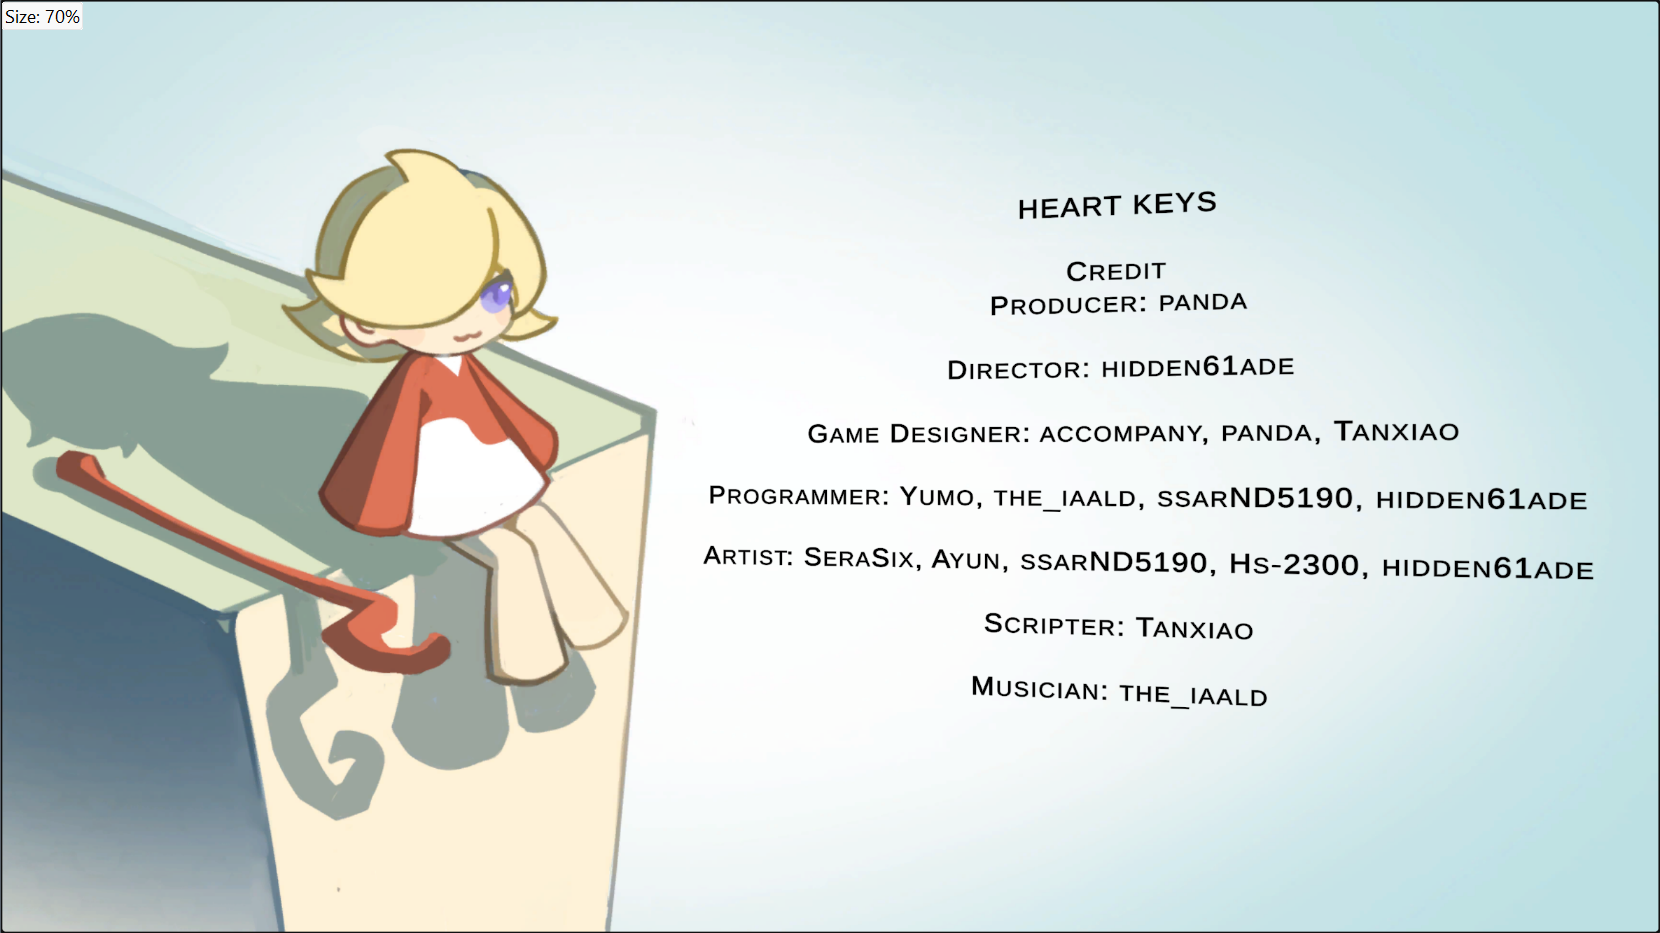 Size: 70%
HEART KEYS
Credit
Producer: panda
Director: hidden61ade
Game Designer: accompany, panda, Tanxiao
Programmer: Yumo, the_iaald, ssarND5190, hidden61ade
Artist: SeraSix, Ayun, ssarND5190, Hs-2300, hidden61ade
Scripter: Tanxiao
Musician: the_iaald